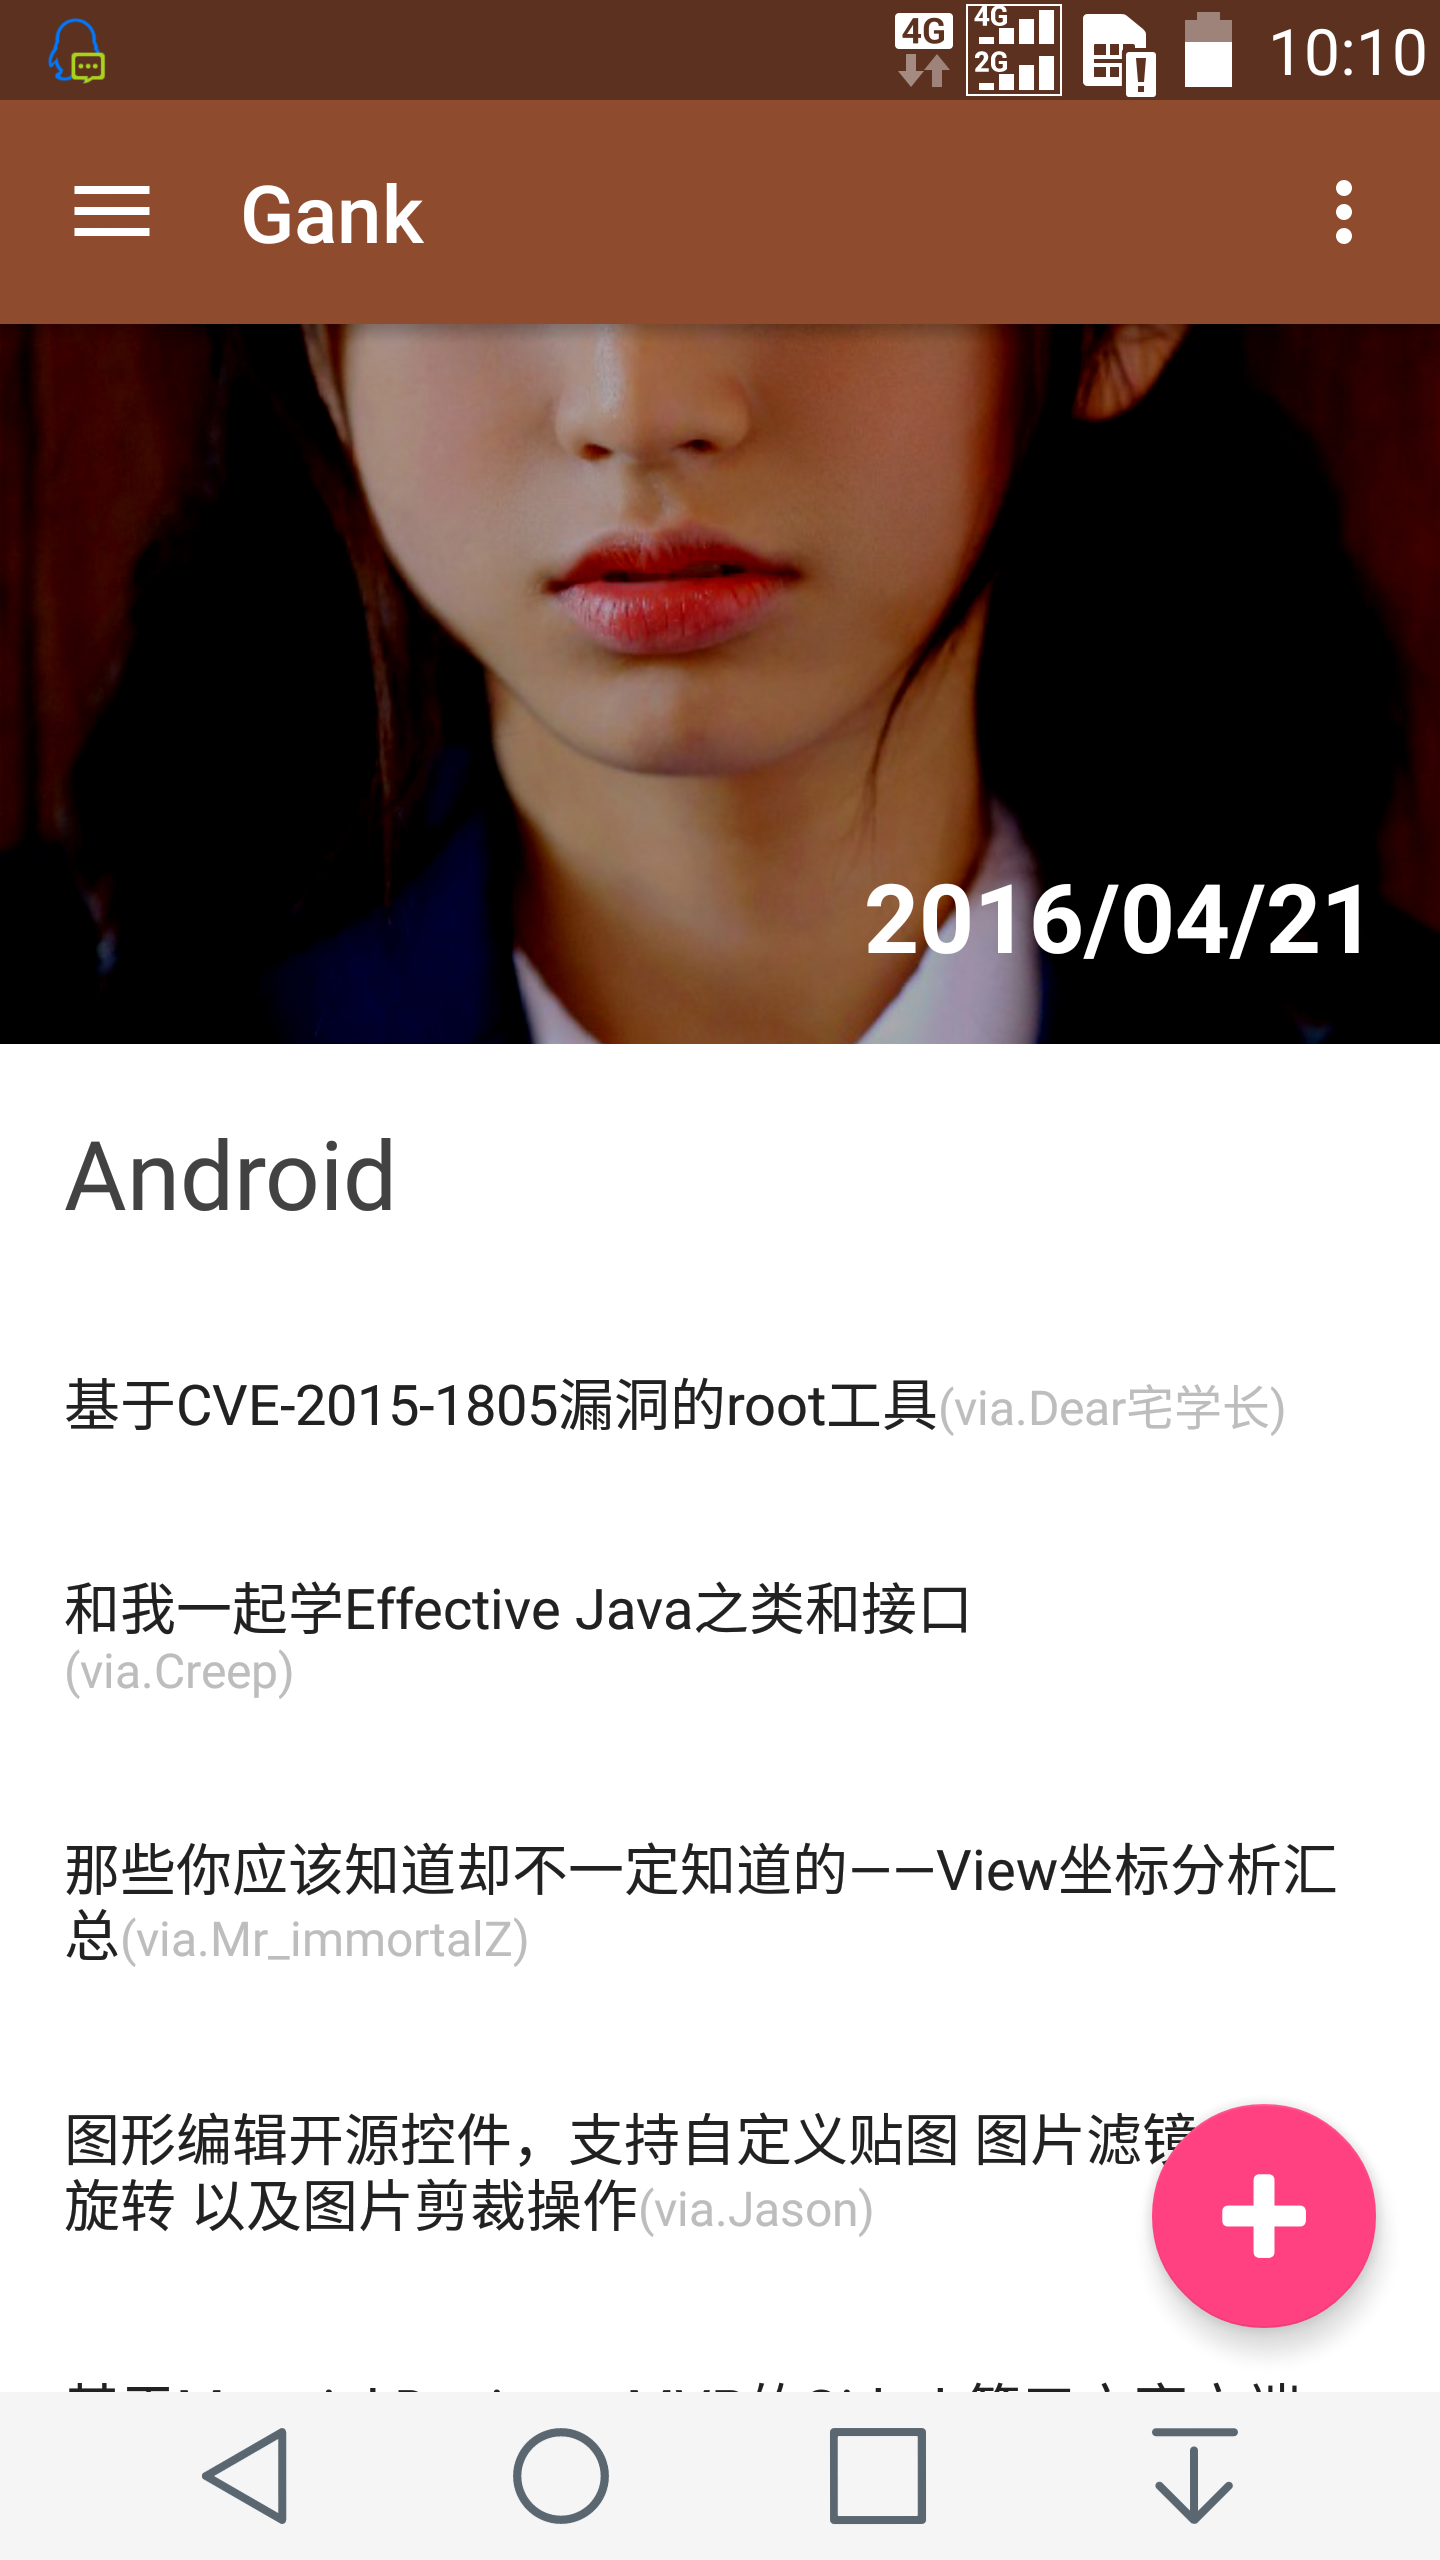 4G 4G 2G 10:10
Gank
2016/04/21
Android
基于CVE-2015-1805漏洞的root工具(via.Dear宅学长)
和我一起学Effective Java之类和接口
(via.Creep)
那些你应该知道却不一定知道的——View坐标分析汇
总(via.Mr_immortalZ)
图形编辑开源控件，支持自定义贴图 图片滤镜
旋转 以及图片剪裁操作(via.Jason)